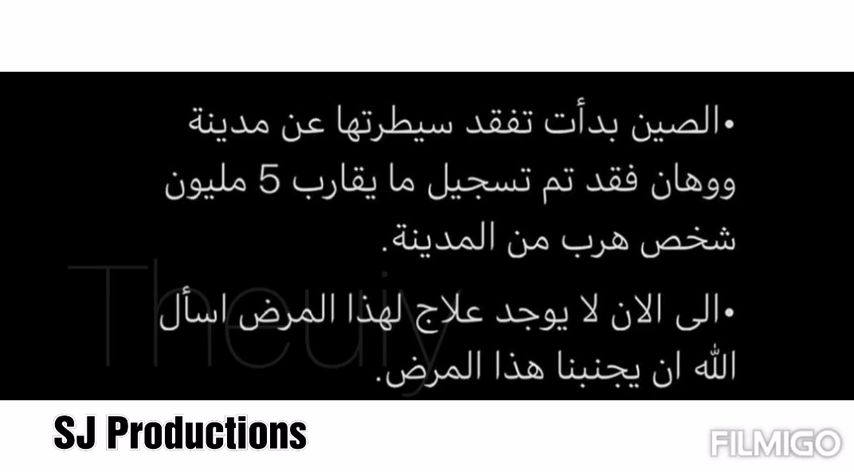 •الصين بدأت تفقد سيطرتها عن مدينة
ووهان فقد تم تسجيل ما يقارب 5 مليون
شخص هرب من المدينة.
•الى الان لا يوجد علاج لهذا المرض اسأل
الله ان يجنبنا هذا المرض.
Theuiy
SJ Productions
FILMIGO